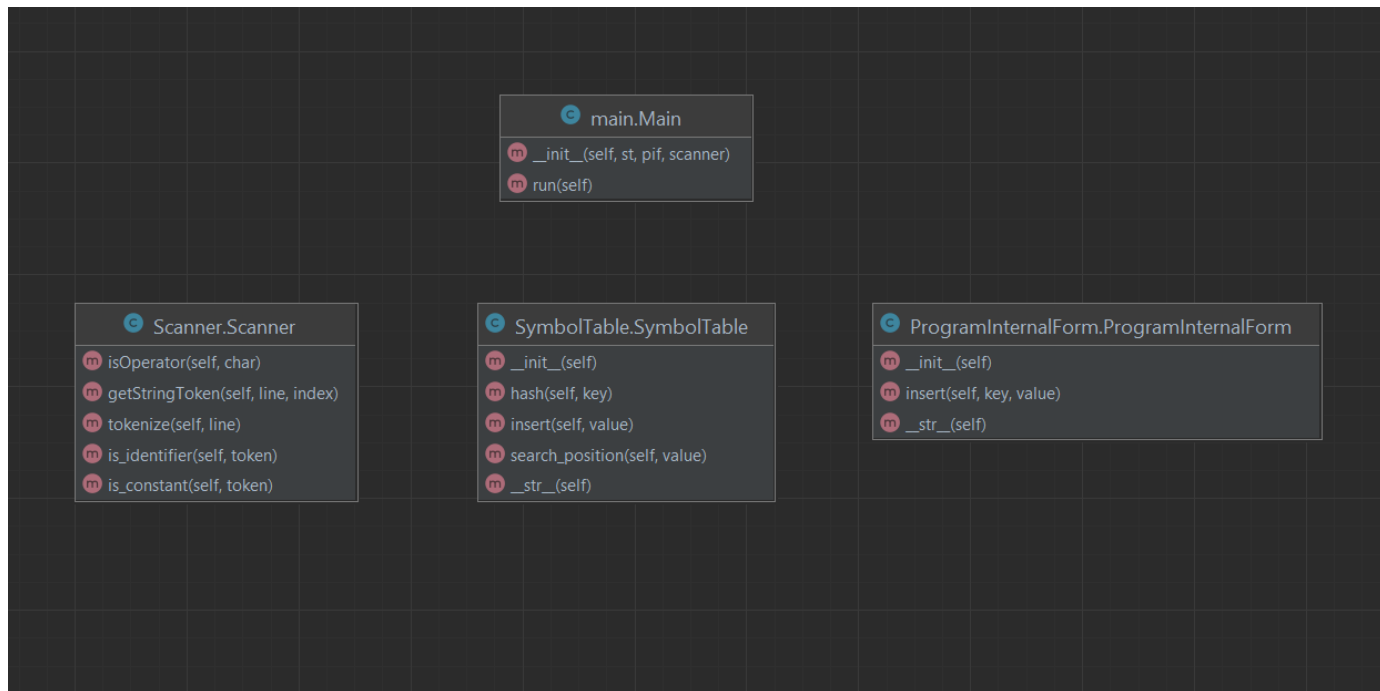 main.Main
__init__(self, st, pif, scanner)
run(self)
Scanner.Scanner
isOperator(self, char)
getStringToken(self, line, index)
tokenize(self, line)
is_identifier(self, token)
is_constant(self, token)
SymbolTable.SymbolTable
__init__(self)
hash(self, key)
insert(self, value)
search_position(self, value)
__str__(self)
ProgramInternalForm.ProgramInternalForm
__init__(self)
insert(self, key, value)
__str__(self)